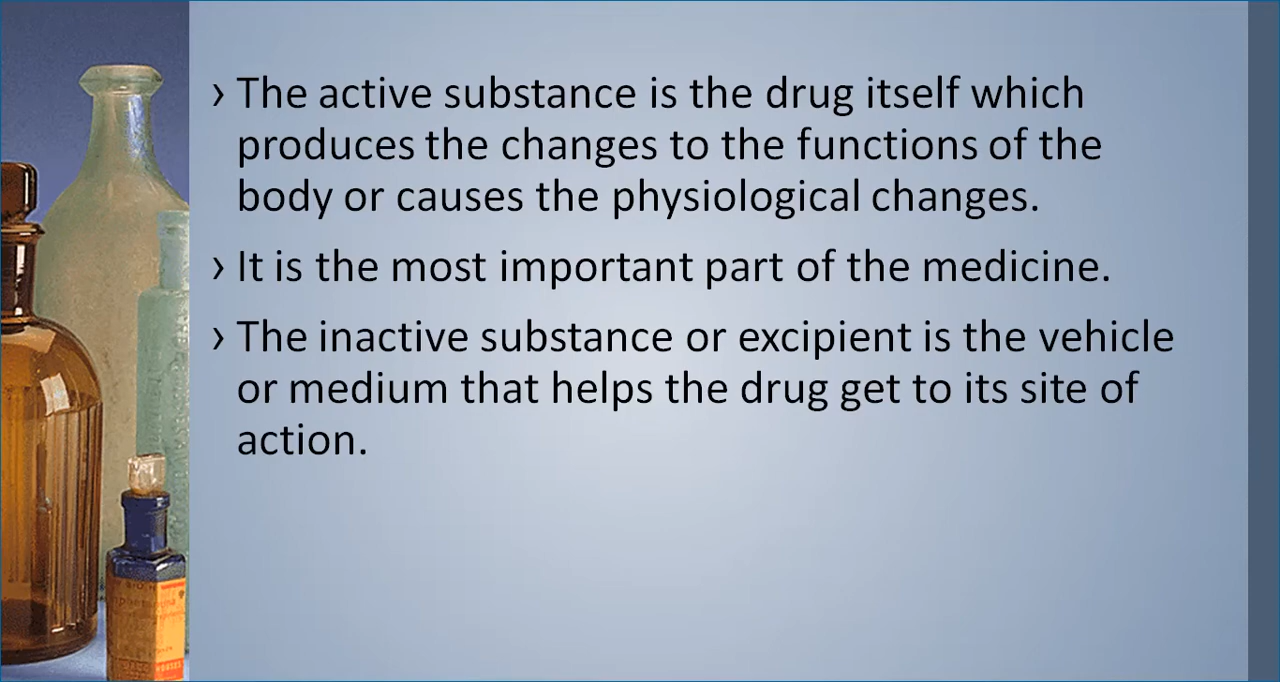 › The active substance is the drug itself which
produces the changes to the functions of the
body or causes the physiological changes.
› It is the most important part of the medicine.
› The inactive substance or excipient is the vehicle
or medium that helps the drug get to its site of
action.